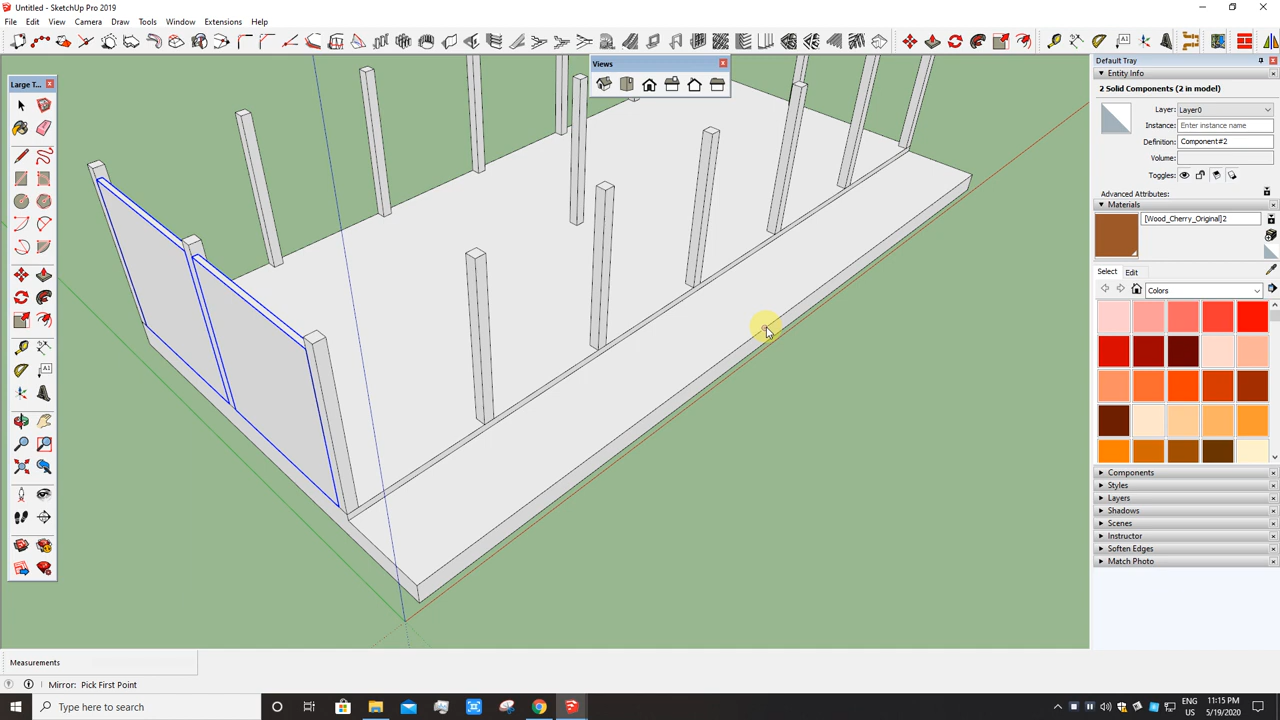 Untitled - SketchUp Pro 2019
File Edit View Camera Draw Tools Window Extensions Help
Views
Large T...
Default Tray
Entity Info
2 Solid Components (2 in model)
Layer: Layer0
Instance: Enter instance name
Definition: Component#2
Volume:
Toggles:
Advanced Attributes:
Materials
[Wood_Cherry_Original]2
Select Edit
Colors
Components
Styles
Layers
Shadows
Scenes
Instructor
Soften Edges
Match Photo
Measurements
Mirror: Pick First Point
Type here to search
ENG
US
11:15 PM
5/19/2020